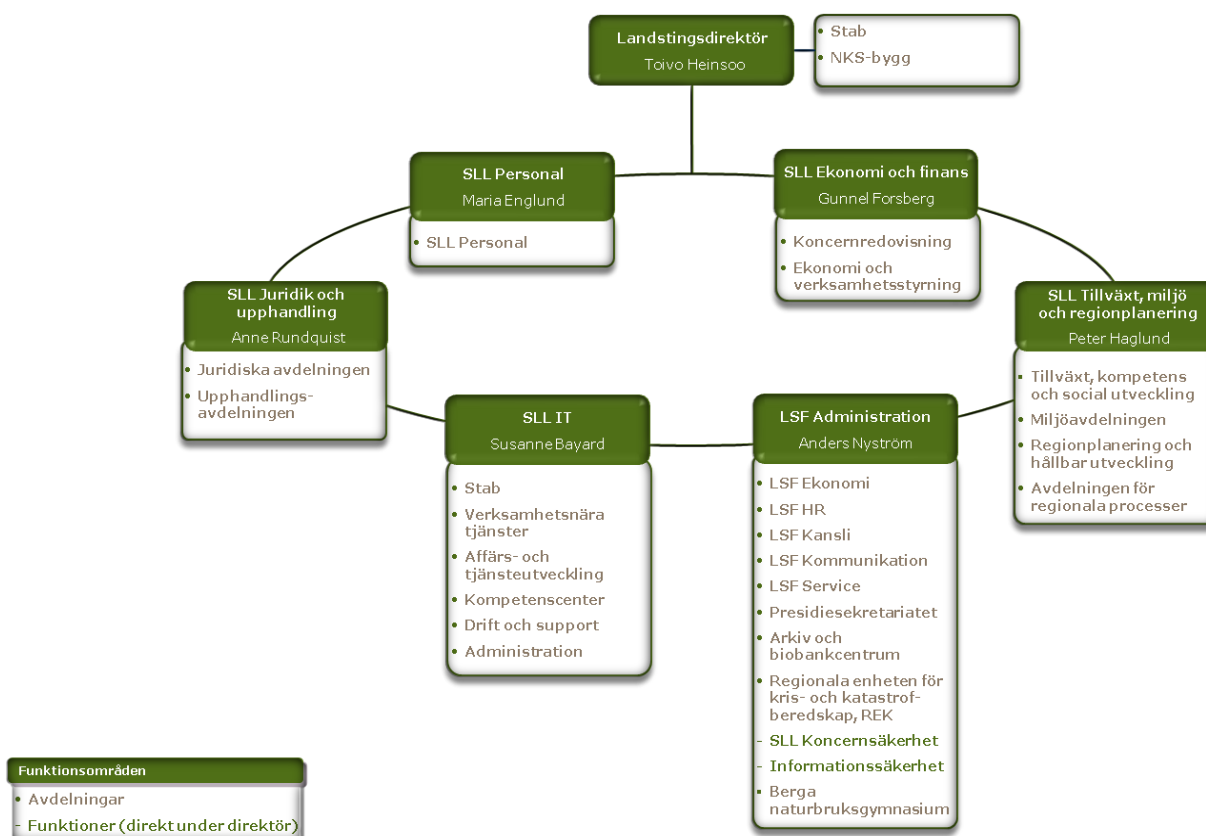 Landstingsdirektör
Toivo Heinsoo
• Stab
• NKS-bygg
SLL Personal
Maria Englund
• SLL Personal
SLL Ekonomi och finans
Gunnel Forsberg
• Koncernredovisning
• Ekonomi och
verksamhetsstyrning
SLL Juridik och
upphandling
Anne Rundquist
• Juridiska avdelningen
• Upphandlings-
avdelningen
SLL Tillväxt, miljö
och regionplanering
Peter Haglund
• Tillväxt, kompetens
och social utveckling
• Miljöavdelningen
• Regionplanering och
hållbar utveckling
• Avdelningen för
regionala processer
SLL IT
Susanne Bayard
• Stab
• Verksamhetsnära
tjänster
• Affärs- och
tjänsteutveckling
• Kompetenscenter
• Drift och support
• Administration
LSF Administration
Anders Nyström
• LSF Ekonomi
• LSF HR
• LSF Kansli
• LSF Kommunikation
• LSF Service
• Presidiesekretariatet
• Arkiv och
biobankcentrum
• Regionala enheten för
kris- och katastrof-
beredskap, REK
- SLL Koncernsäkerhet
- Informationssäkerhet
• Berga
naturbruksgymnasium
Funktionsområden
• Avdelningar
- Funktioner (direkt under direktör)